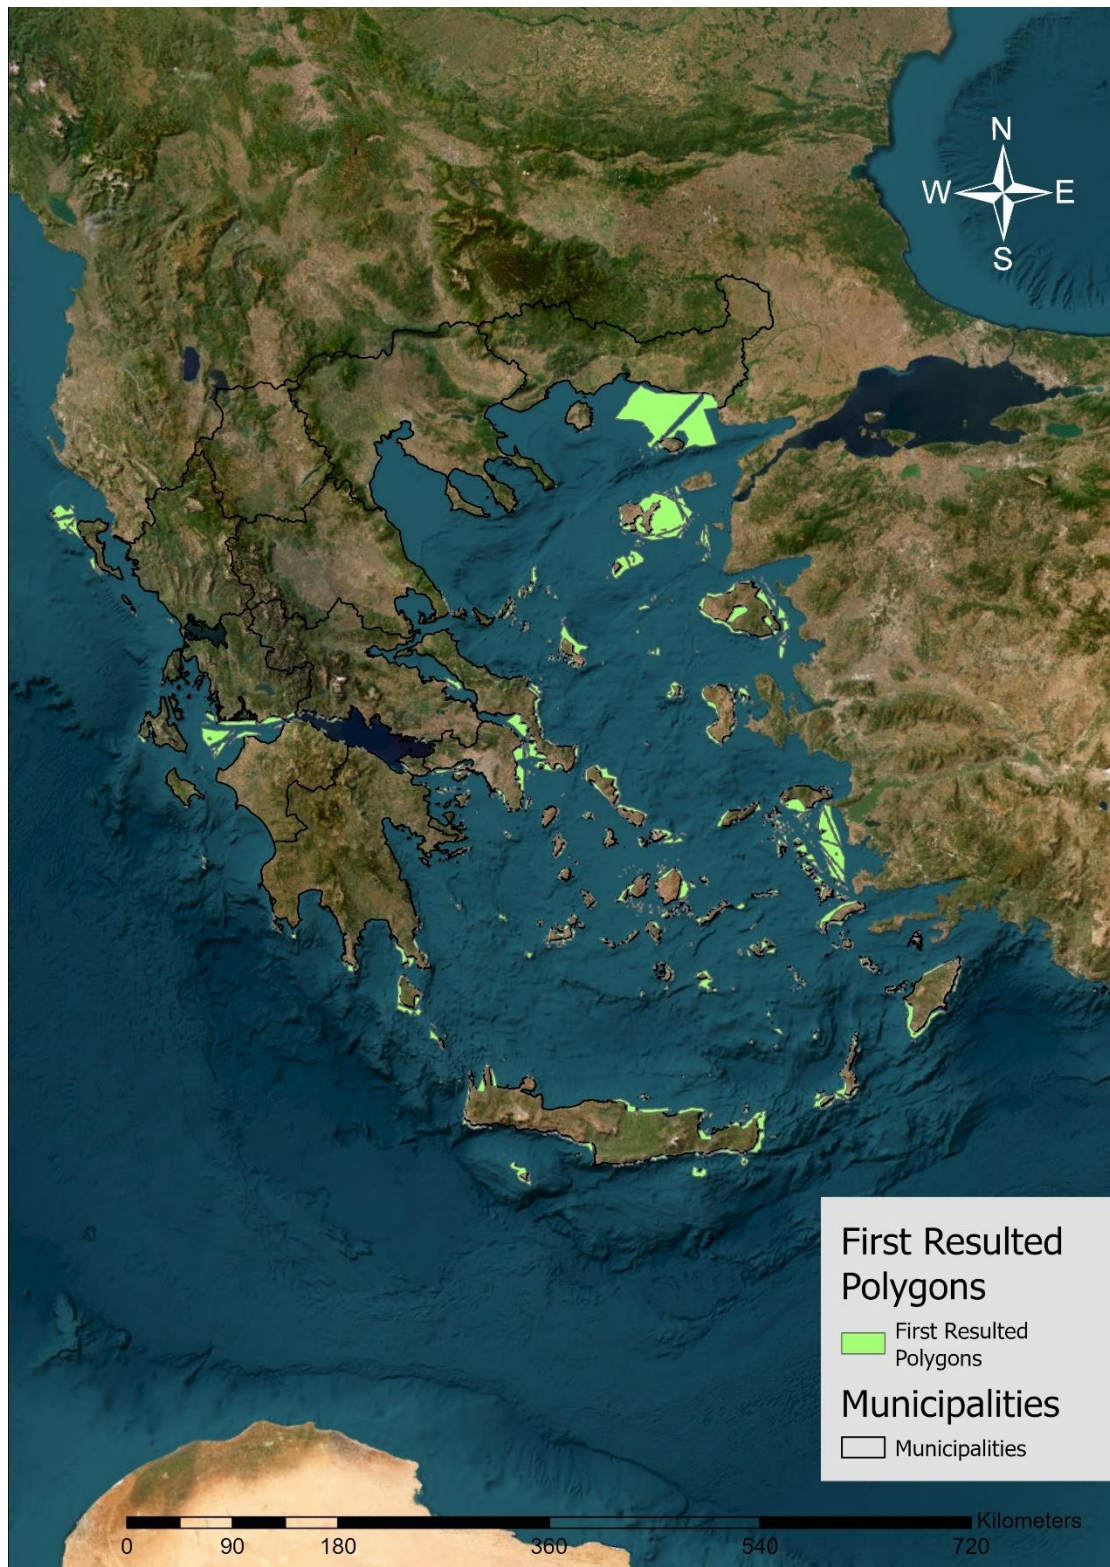 N
W E
S
First Resulted
Polygons
First Resulted
Polygons
Municipalities
Municipalities
Kilometers
0 90 180 360 540 720